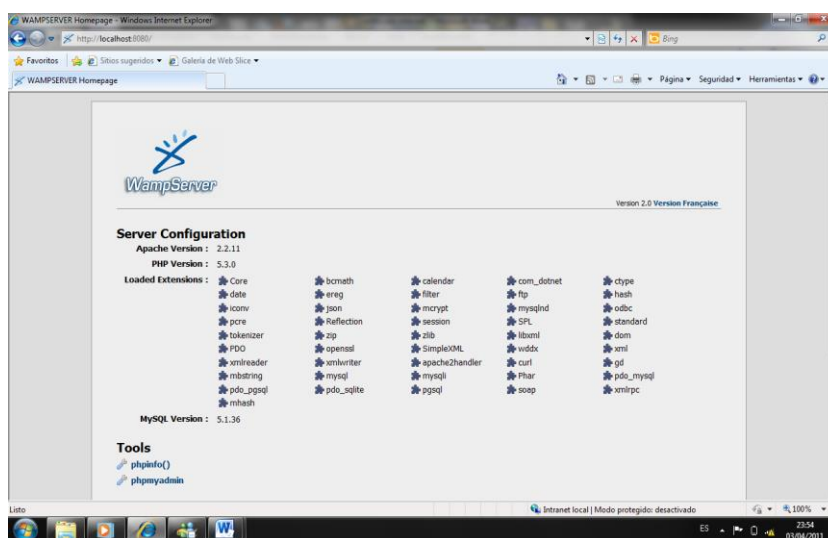 WAMPSERVER Homepage - Windows Internet Explorer
http://localhost:8080/
Bing
Favoritos Sitios sugeridos Galería de Web Slice
WAMPSERVER Homepage
Página Seguridad Herramientas
WampServer
Version 2.0 Version Française
Server Configuration
Apache Version : 2.2.11
PHP Version : 5.3.0
Loaded Extensions : Core bcmath calendar com_dotnet ctype
date ereg filter ftp hash
iconv json mcrypt mysqlnd odbc
pcre Reflection session SPL standard
tokenizer zip zlib libxml dom
PDO openssl SimpleXML wddx xml
xmlreader xmlwriter apache2handler curl gd
mbstring mysql mysqli Phar pdo_mysql
pdo_pgsql pdo_sqlite pgsql soap xmlrpc
mhash
MySQL Version : 5.1.36
Tools
phpinfo()
phpmyadmin
Listo Intranet local | Modo protegido: desactivado 100%
ES 23:54
03/04/2011